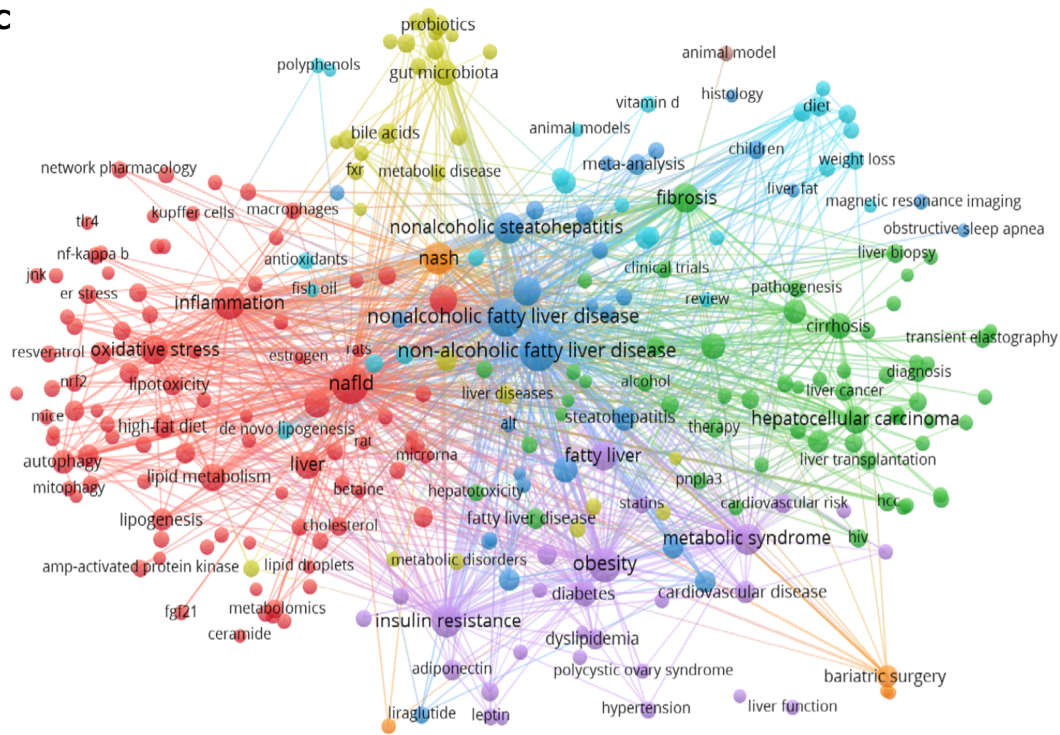 C
probiotics
animal model
polyphenols
gut microbiota
histology
vitamin d
diet
bile acids
animal models
children
meta-analysis
weight loss
network pharmacology
fxr
metabolic disease
liver fat
fibrosis
magnetic resonance imaging
kupffer cells
macrophages
tlr4
nonalcoholic steatohepatitis
obstructive sleep apnea
nf-kappa b
antioxidants
nash
liver biopsy
clinical trials
jnk
er stress
fish oil
pathogenesis
inflammation
review
nonalcoholic fatty liver disease
cirrhosis
transient elastography
resveratrol
oxidative stress
estrogen
rats
non-alcoholic fatty liver disease
diagnosis
nrf2
lipotoxicity
nafld
liver diseases
alcohol
liver cancer
mice
high-fat diet
de novo lipogenesis
alt
steatohepatitis
therapy
hepatocellular carcinoma
rat
autophagy
liver
microrna
fatty liver
liver transplantation
mitophagy
lipid metabolism
betaine
hepatotoxicity
pnpla3
statins
cardiovascular risk
hcc
lipogenesis
cholesterol
fatty liver disease
metabolic syndrome
hiv
amp-activated protein kinase
lipid droplets
metabolic disorders
obesity
diabetes
cardiovascular disease
fgf21
metabolomics
insulin resistance
ceramide
dyslipidemia
adiponectin
polycystic ovary syndrome
bariatric surgery
liraglutide
leptin
hypertension
liver function